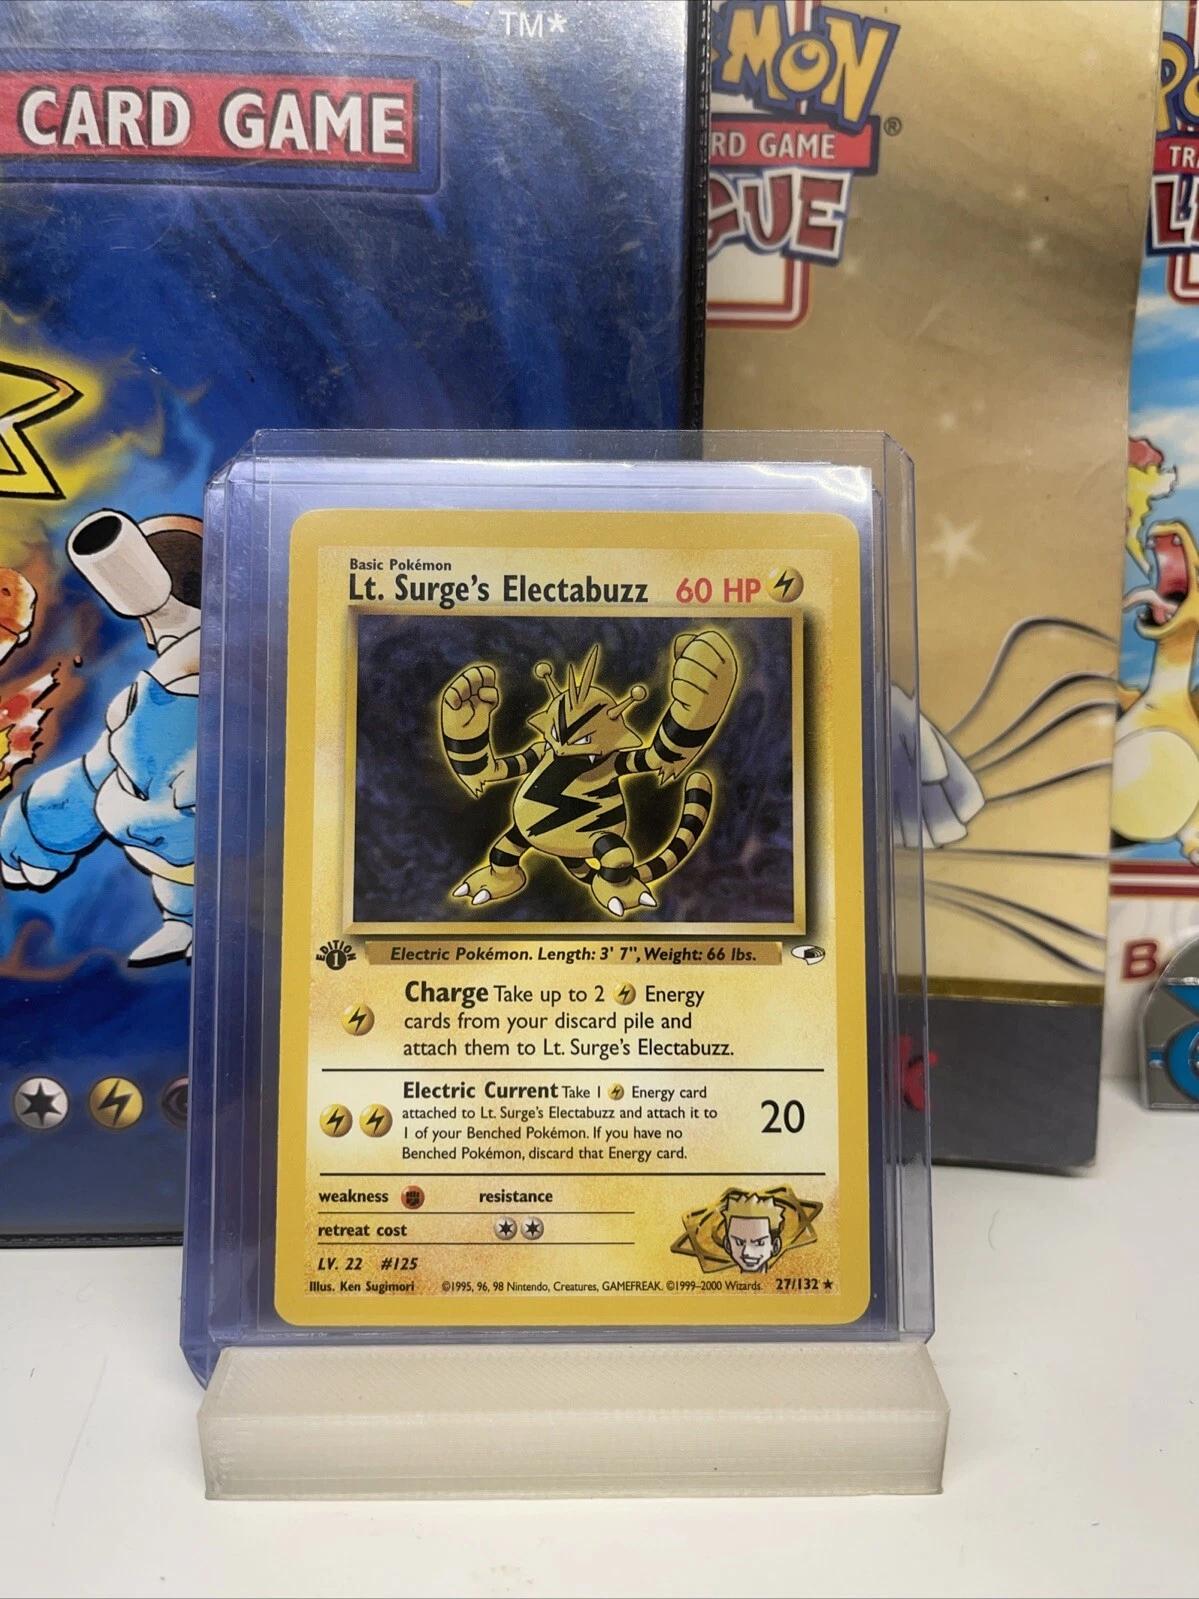 TM*
CARD GAME
MON
®
RD GAME
GUE
TR
Basic Pokémon
Lt. Surge's Electabuzz 60 HP
EDITION
1
Electric Pokémon. Length: 3' 7", Weight: 66 lbs.
Charge Take up to 2 Energy
cards from your discard pile and
attach them to Lt. Surge's Electabuzz.
Electric Current Take 1 Energy card
attached to Lt. Surge's Electabuzz and attach it to
1 of your Benched Pokémon. If you have no
Benched Pokémon, discard that Energy card.
20
weakness resistance
retreat cost
LV. 22 #125
Illus. Ken Sugimori ©1995, 96, 98 Nintendo, Creatures, GAMEFREAK. ©1999-2000 Wizards. 27/132 ★